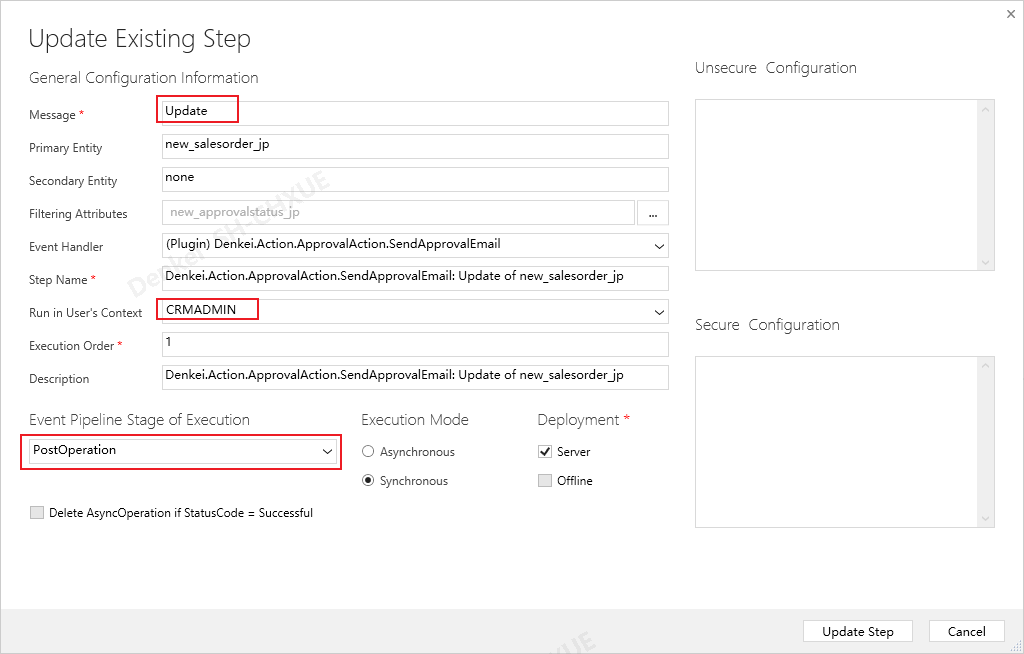 Update Existing Step
General Configuration Information
Message *
Update
Primary Entity
new_salesorder_jp
Secondary Entity
none
Filtering Attributes
new_approvalstatus_jp
...
Event Handler
(Plugin) Denkei.Action.ApprovalAction.SendApprovalEmail
Step Name *
Denkei.Action.ApprovalAction.SendApprovalEmail: Update of new_salesorder_jp
Run in User's Context
CRMADMIN
Execution Order *
1
Description
Denkei.Action.ApprovalAction.SendApprovalEmail: Update of new_salesorder_jp
Event Pipeline Stage of Execution
PostOperation
Execution Mode
Asynchronous
Synchronous
Deployment *
Server
Offline
Delete AsyncOperation if StatusCode = Successful
Unsecure Configuration
Secure Configuration
Update Step
Cancel